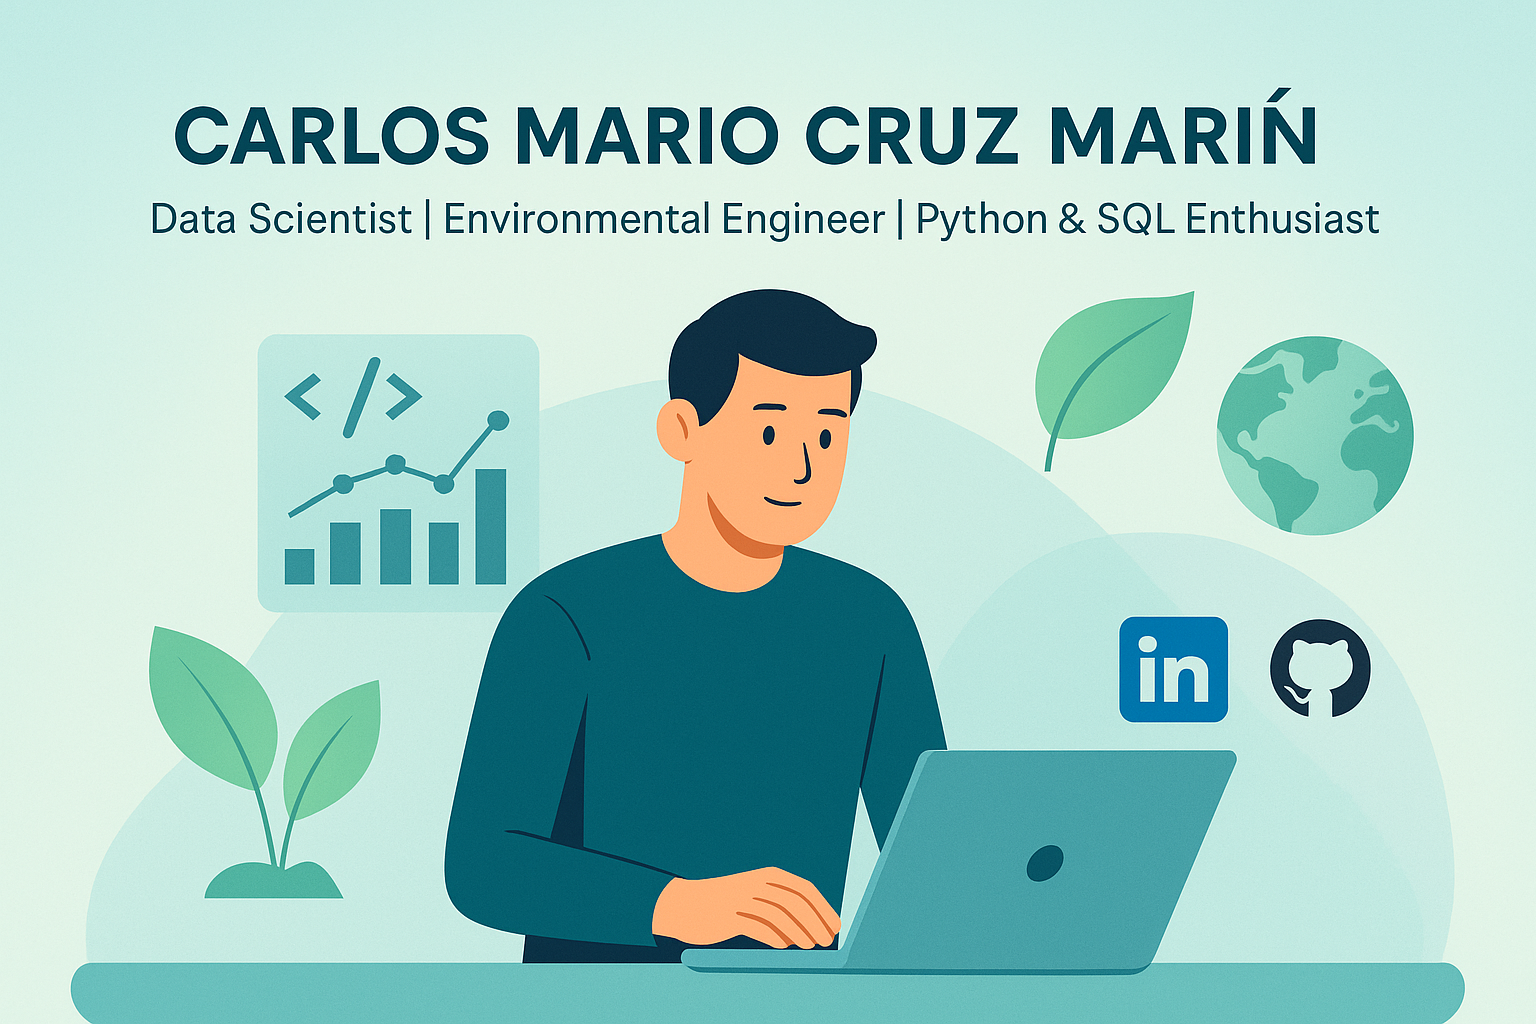 CARLOS MARIO CRUZ MARIŃ
Data Scientist | Environmental Engineer | Python & SQL Enthusiast
</>
in